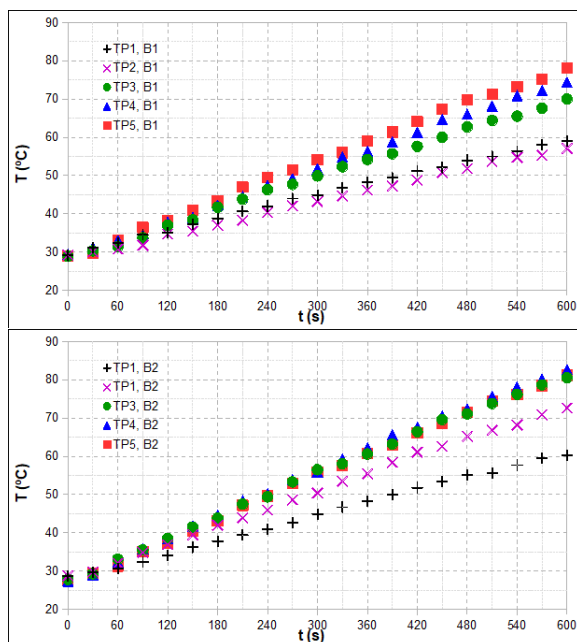 90
80
70
60
50
40
30
20
T (ºC)
TP1, B1
TP2, B1
TP3, B1
TP4, B1
TP5, B1
0 60 120 180 240 300 360 420 480 540 600
t (s)
90
80
70
60
50
40
30
20
T (ºC)
TP1, B2
TP1, B2
TP3, B2
TP4, B2
TP5, B2
0 60 120 180 240 300 360 420 480 540 600
t (s)